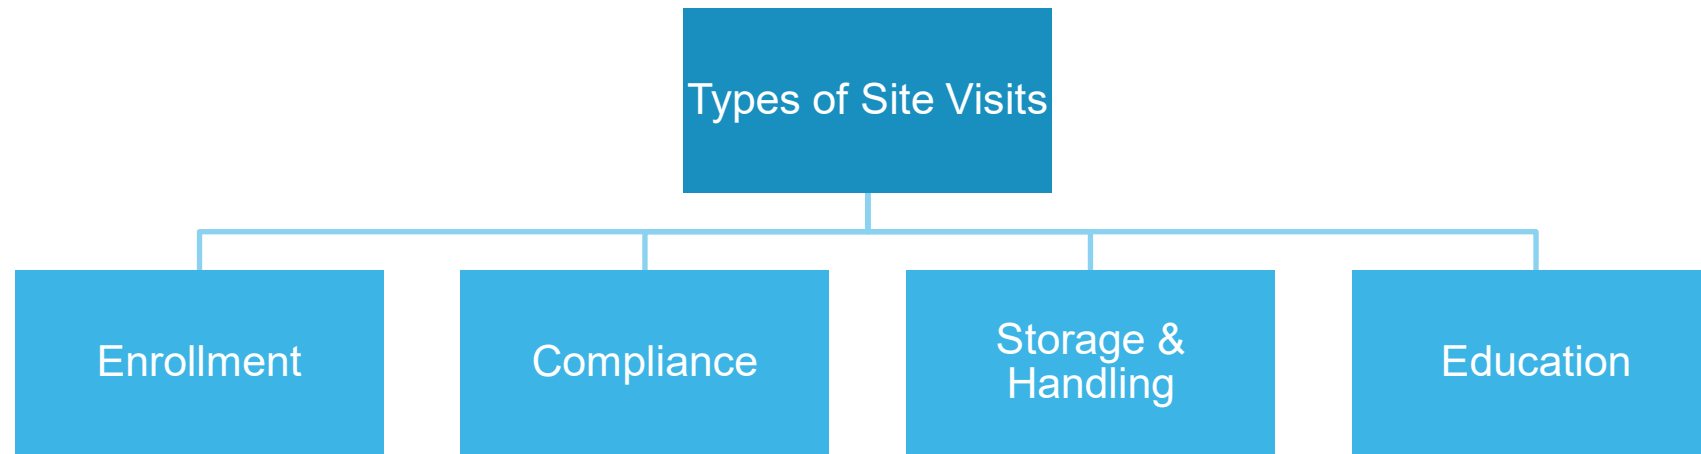 Types of Site Visits
Enrollment
Compliance
Storage &
Handling
Education